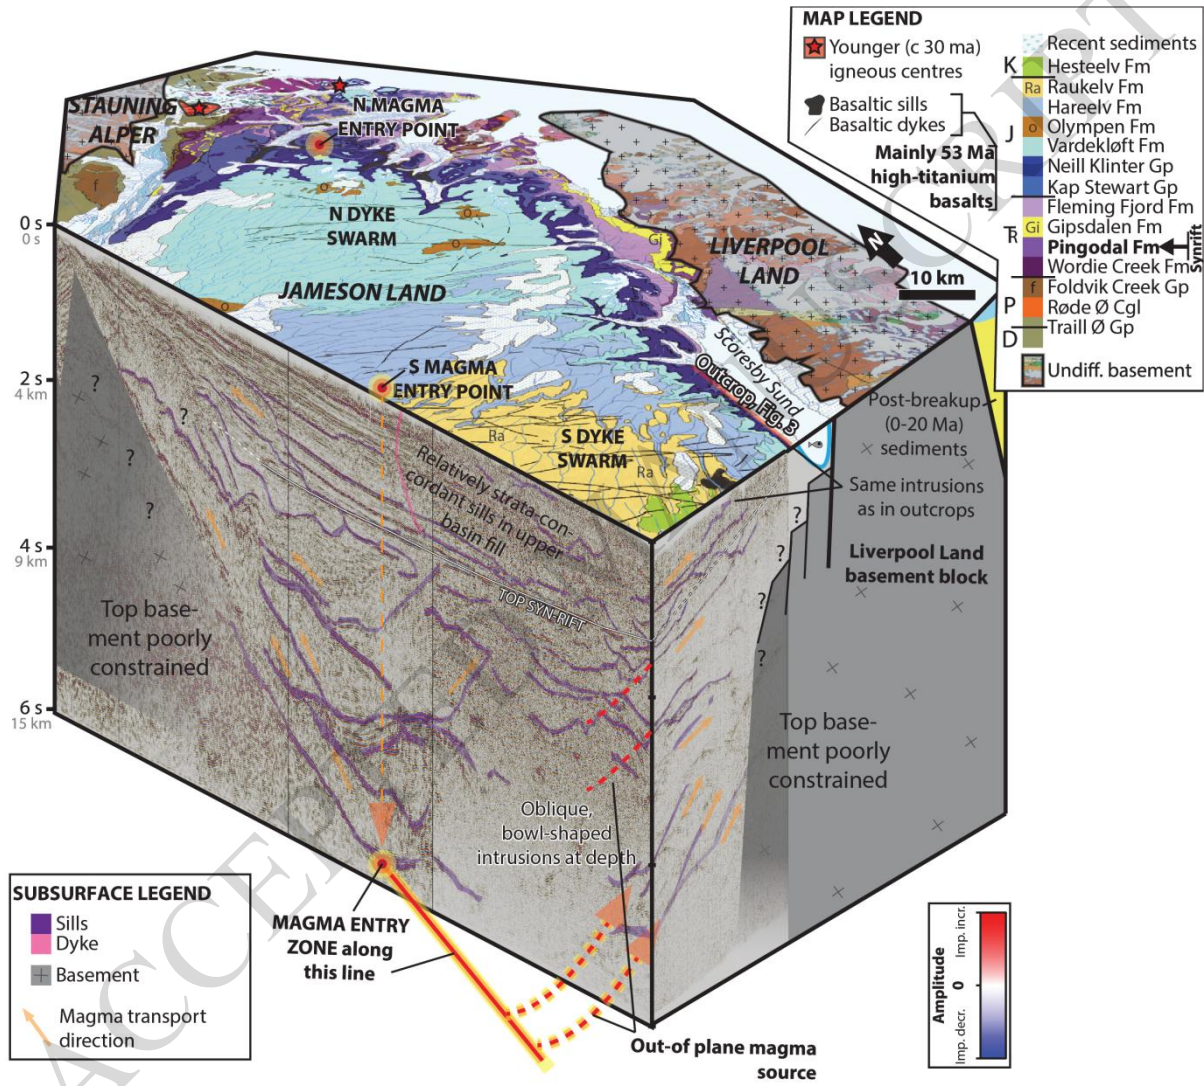 MAP LEGEND
Younger (c 30 ma)
igneous centres
Basaltic sills
Basaltic dykes
Mainly 53 Ma
high-titanium
basalts
K
J
TR
P
D
Recent sediments
Hesteelv Fm
Ra Raukelv Fm
Hareelv Fm
o Olympen Fm
Vardekløft Fm
Neill Klinter Gp
Kap Stewart Gp
Fleming Fjord Fm
Gi Gipsdalen Fm
Pingodal Fm
Wordie Creek Fm
f Foldvik Creek Gp
Røde Ø Cgl
Traill Ø Gp
Undiff. basement
Synrift
STAUNING
ALPER
N MAGMA
ENTRY POINT
f
o
N DYKE
SWARM
o
o
o
JAMESON LAND
Gi
LIVERPOOL
LAND
N
10 km
Scoresby Sund
Outcrop, Fig. 3
S MAGMA
ENTRY POINT
Ra
S DYKE
SWARM
Ra
0 s
0 s
2 s
4 km
4 s
9 km
6 s
15 km
?
?
?
Relatively strata-con-
cordant sills in upper
basin fill
TOP SYN-RIFT
Top base-
ment poorly
constrained
Post-breakup
(0-20 Ma)
sediments
Same intrusions
as in outcrops
Liverpool Land
basement block
?
?
?
?
Top base-
ment poorly
constrained
Oblique,
bowl-shaped
intrusions at depth
MAGMA ENTRY
ZONE along
this line
Out-of plane magma
source
SUBSURFACE LEGEND
Sills
Dyke
Basement
Magma transport
direction
Amplitude
Imp. decr.
0
Imp. incr.
ACCEPTED MANUSCRIPT